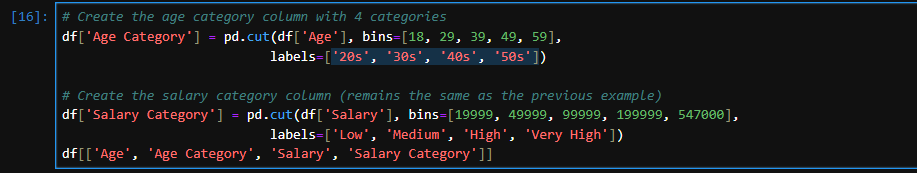 [16]: # Create the age category column with 4 categories
df['Age Category'] = pd.cut(df['Age'], bins=[18, 29, 39, 49, 59],
labels=['20s', '30s', '40s', '50s'])
# Create the salary category column (remains the same as the previous example)
df['Salary Category'] = pd.cut(df['Salary'], bins=[19999, 49999, 99999, 199999, 547000],
labels=['Low', 'Medium', 'High', 'Very High'])
df[['Age', 'Age Category', 'Salary', 'Salary Category']]